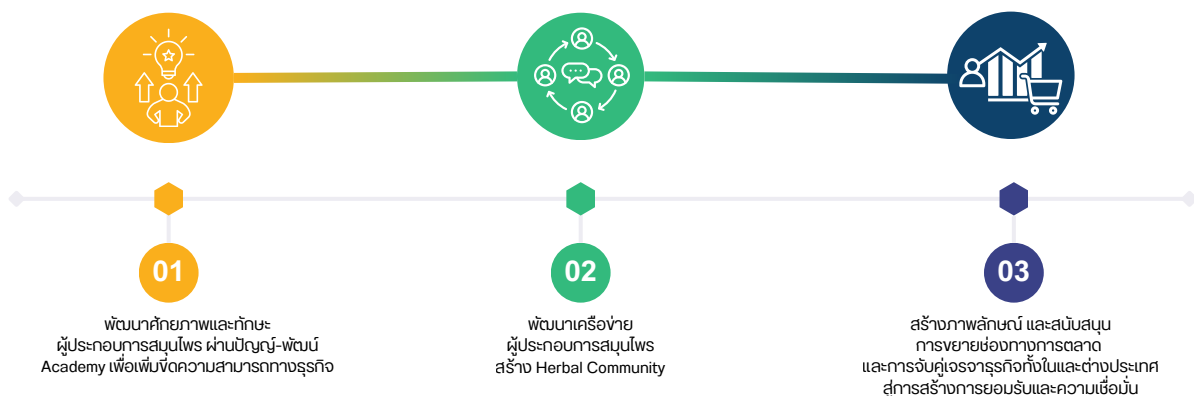 01
พัฒนาศักยภาพและทักษะ
ผู้ประกอบการสมุนไพร ผ่านปัญญ์-พัฒน์
Academy เพื่อเพิ่มขีดความสามารถทางธุรกิจ
02
พัฒนาเครือข่าย
ผู้ประกอบการสมุนไพร
สร้าง Herbal Community
03
สร้างภาพลักษณ์ และสนับสนุน
การขยายช่องทางการตลาด
และการจับคู่เจรจาธุรกิจทั้งในและต่างประเทศ
สู่การสร้างการยอมรับและความเชื่อมั่น